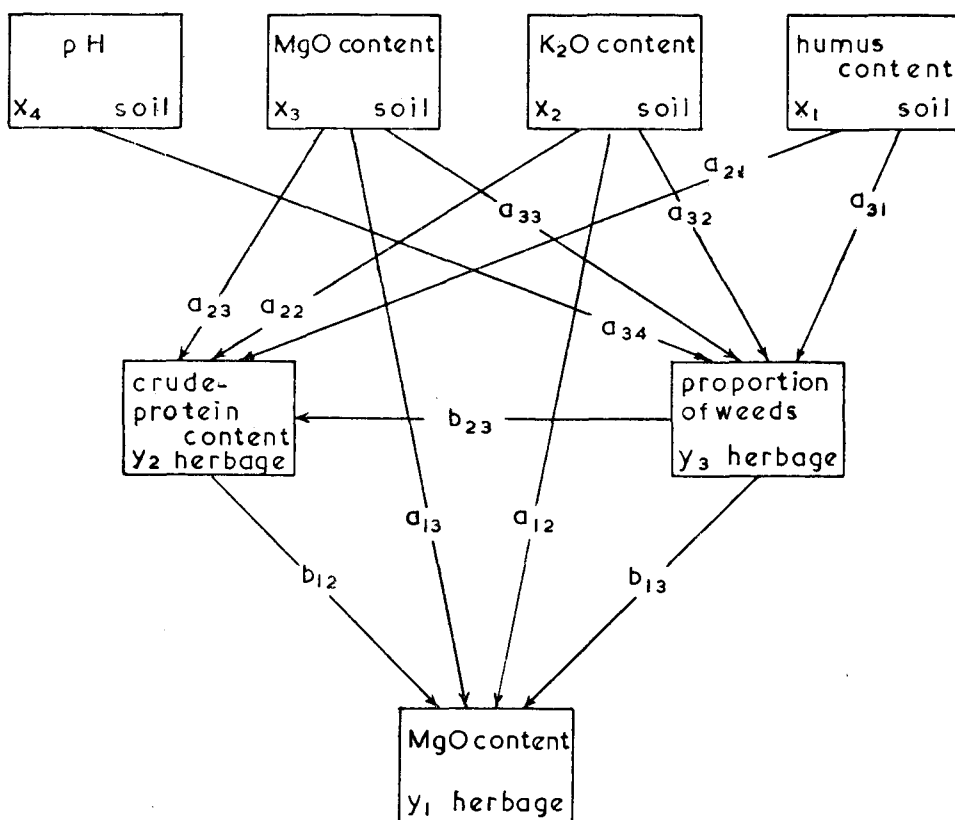 pH
x₄ soil
MgO content
x₃ soil
K₂O content
x₂ soil
humus
content
x₁ soil
a₂₁
a₃₃
a₃₂
a₃₁
a₂₃
a₂₂
a₃₄
crude-
protein
content
y₂ herbage
b₂₃
proportion
of weeds
y₃ herbage
a₁₃
a₁₂
b₁₂
b₁₃
MgO content
y₁ herbage